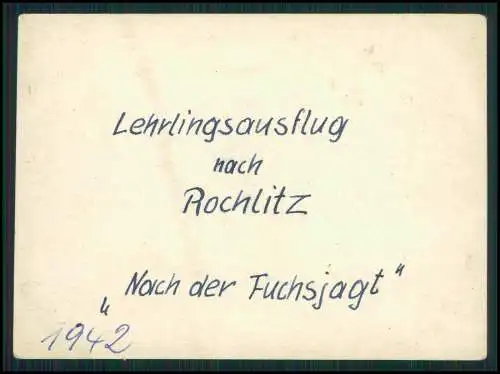 Lehrlingsausflug
nach
Rochlitz
„Nach der Fuchsjagt"
1942